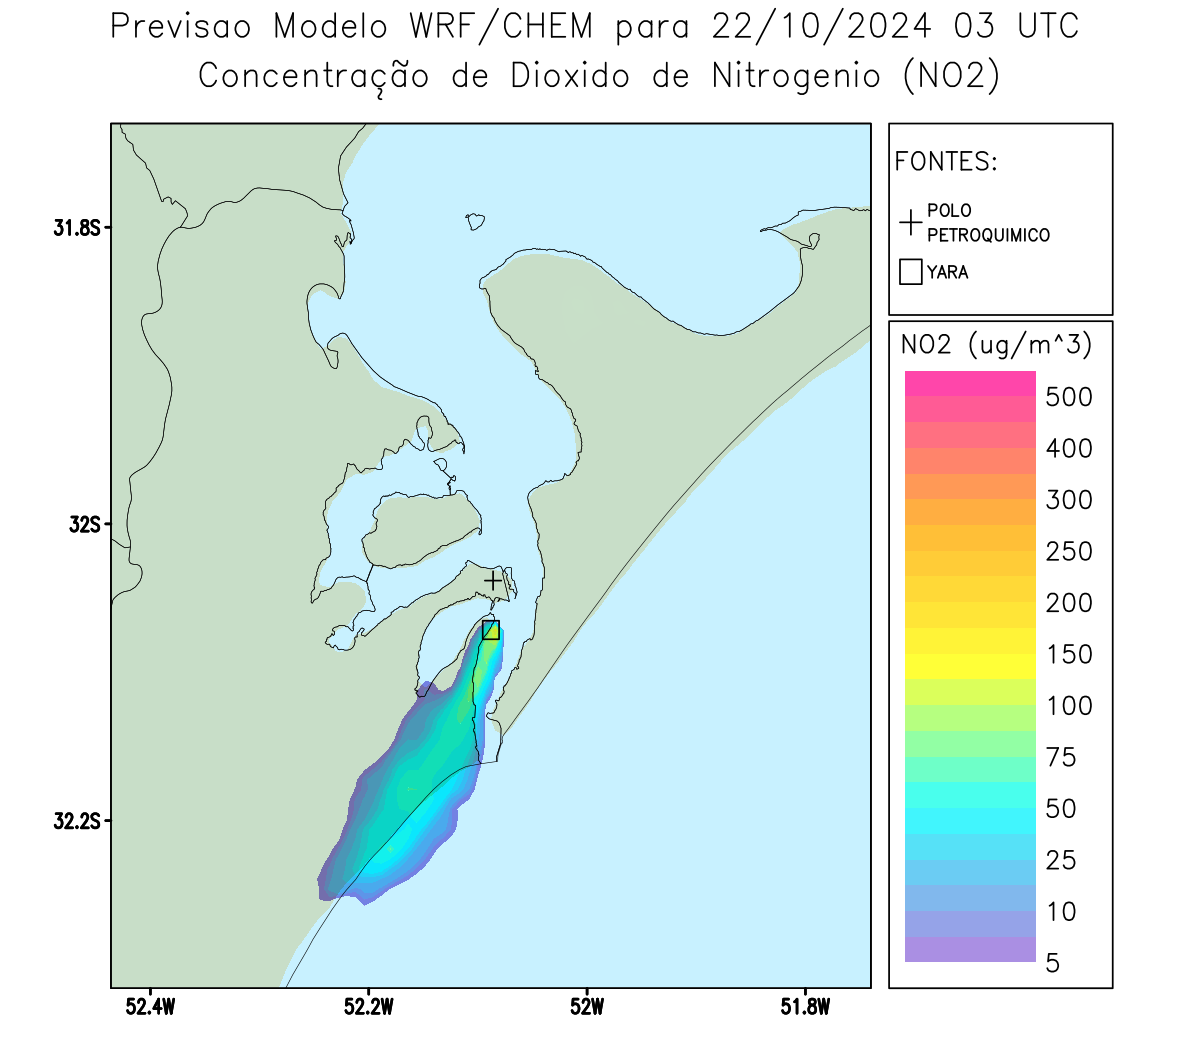 Previsao Modelo WRF/CHEM para 22/10/2024 03 UTC
Concentração de Dioxido de Nitrogenio (NO2)
FONTES:
POLO
PETROQUIMICO
YARA
NO2 (ug/m^3)
500
400
300
250
200
150
100
75
50
25
10
5
31.8S
32S
32.2S
52.4W
52.2W
52W
51.8W